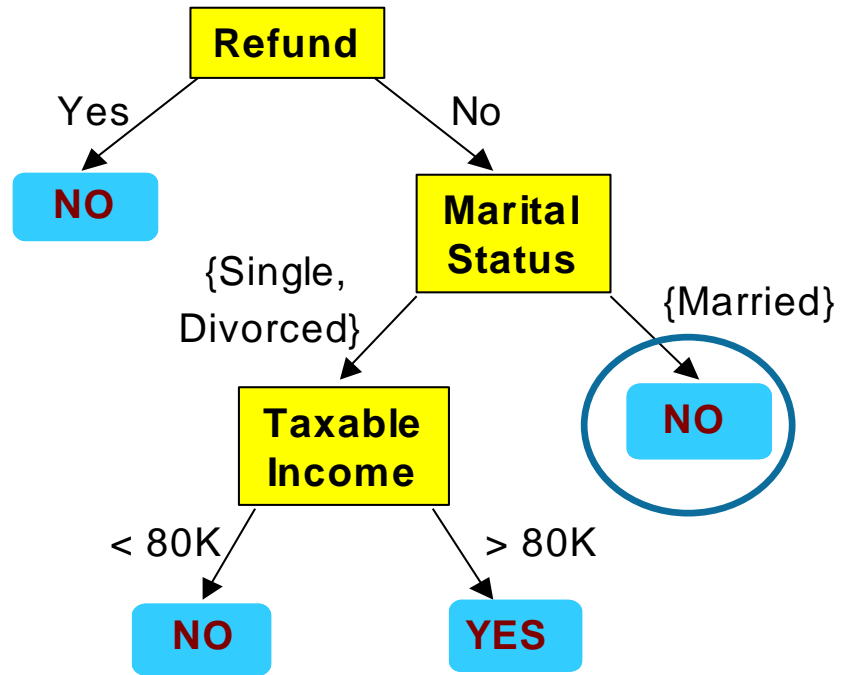 Refund
Yes
No
NO
Marital
Status
{Single,
Divorced}
{Married}
NO
Taxable
Income
< 80K
> 80K
NO
YES